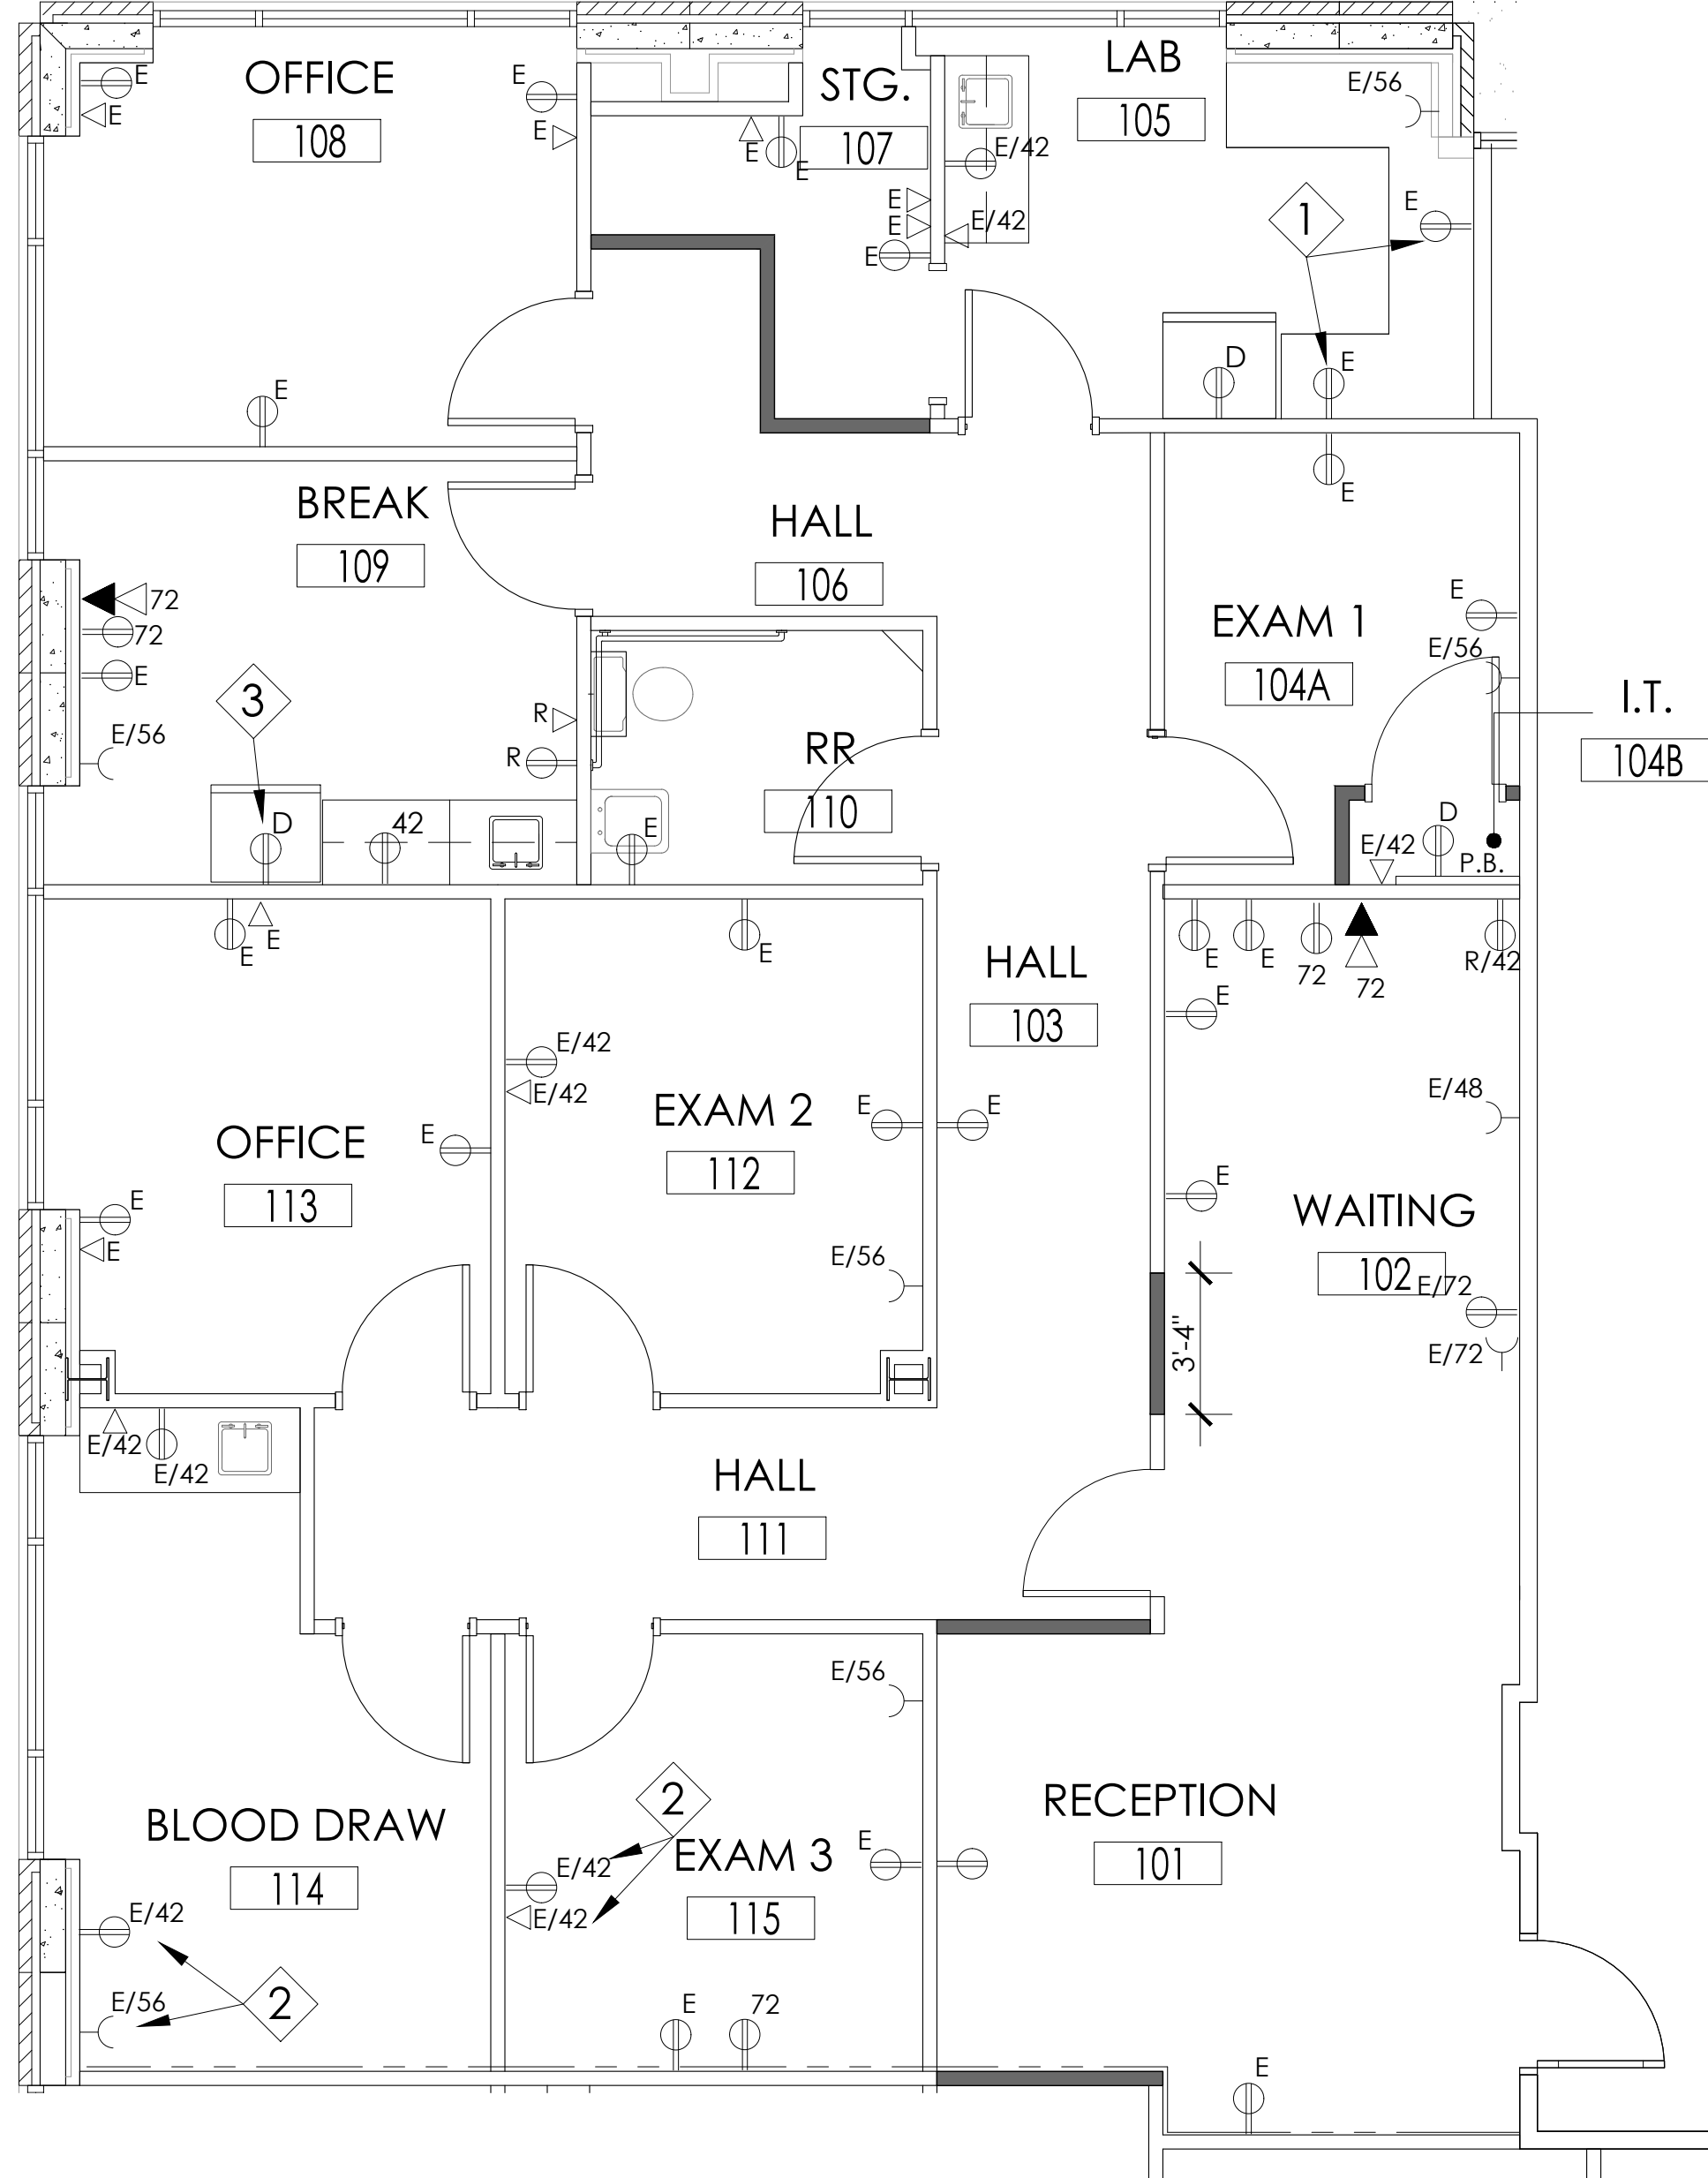 E
OFFICE
108
E
E
E
STG.
107
E
E
LAB
105
E/56
E/42
E
E
E/42
E
1
E
E
D
E
E
BREAK
109
HALL
106
EXAM 1
104A
E
E/56
I.T.
104B
72
72
E
E/56
3
R
R
RR
110
D
42
E
E/42
D
P.B.
E
E
E
E
E
72
72
R/42
HALL
103
E
E/42
E/42
EXAM 2
112
E
E
E/48
OFFICE
113
E
E
E
E
WAITING
102
E/56
E/72
E/72
3'-4"
E/42
E/42
HALL
111
E/56
2
RECEPTION
101
BLOOD DRAW
114
EXAM 3
115
E
E/42
E/42
E/42
E/56
2
E
72
E